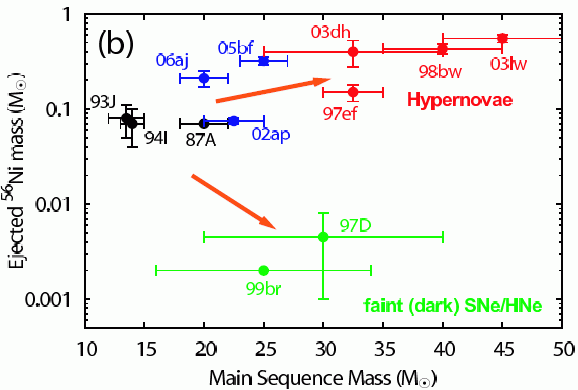 (b)
1
0.1
0.01
0.001
Ejected ⁵⁶Ni mass (M☉)
03dh
05bf
06aj
98bw
03lw
Hypernovae
93J
97ef
94I
87A
02ap
97D
99br
faint (dark) SNe/HNe
10 15 20 25 30 35 40 45 50
Main Sequence Mass (M☉)